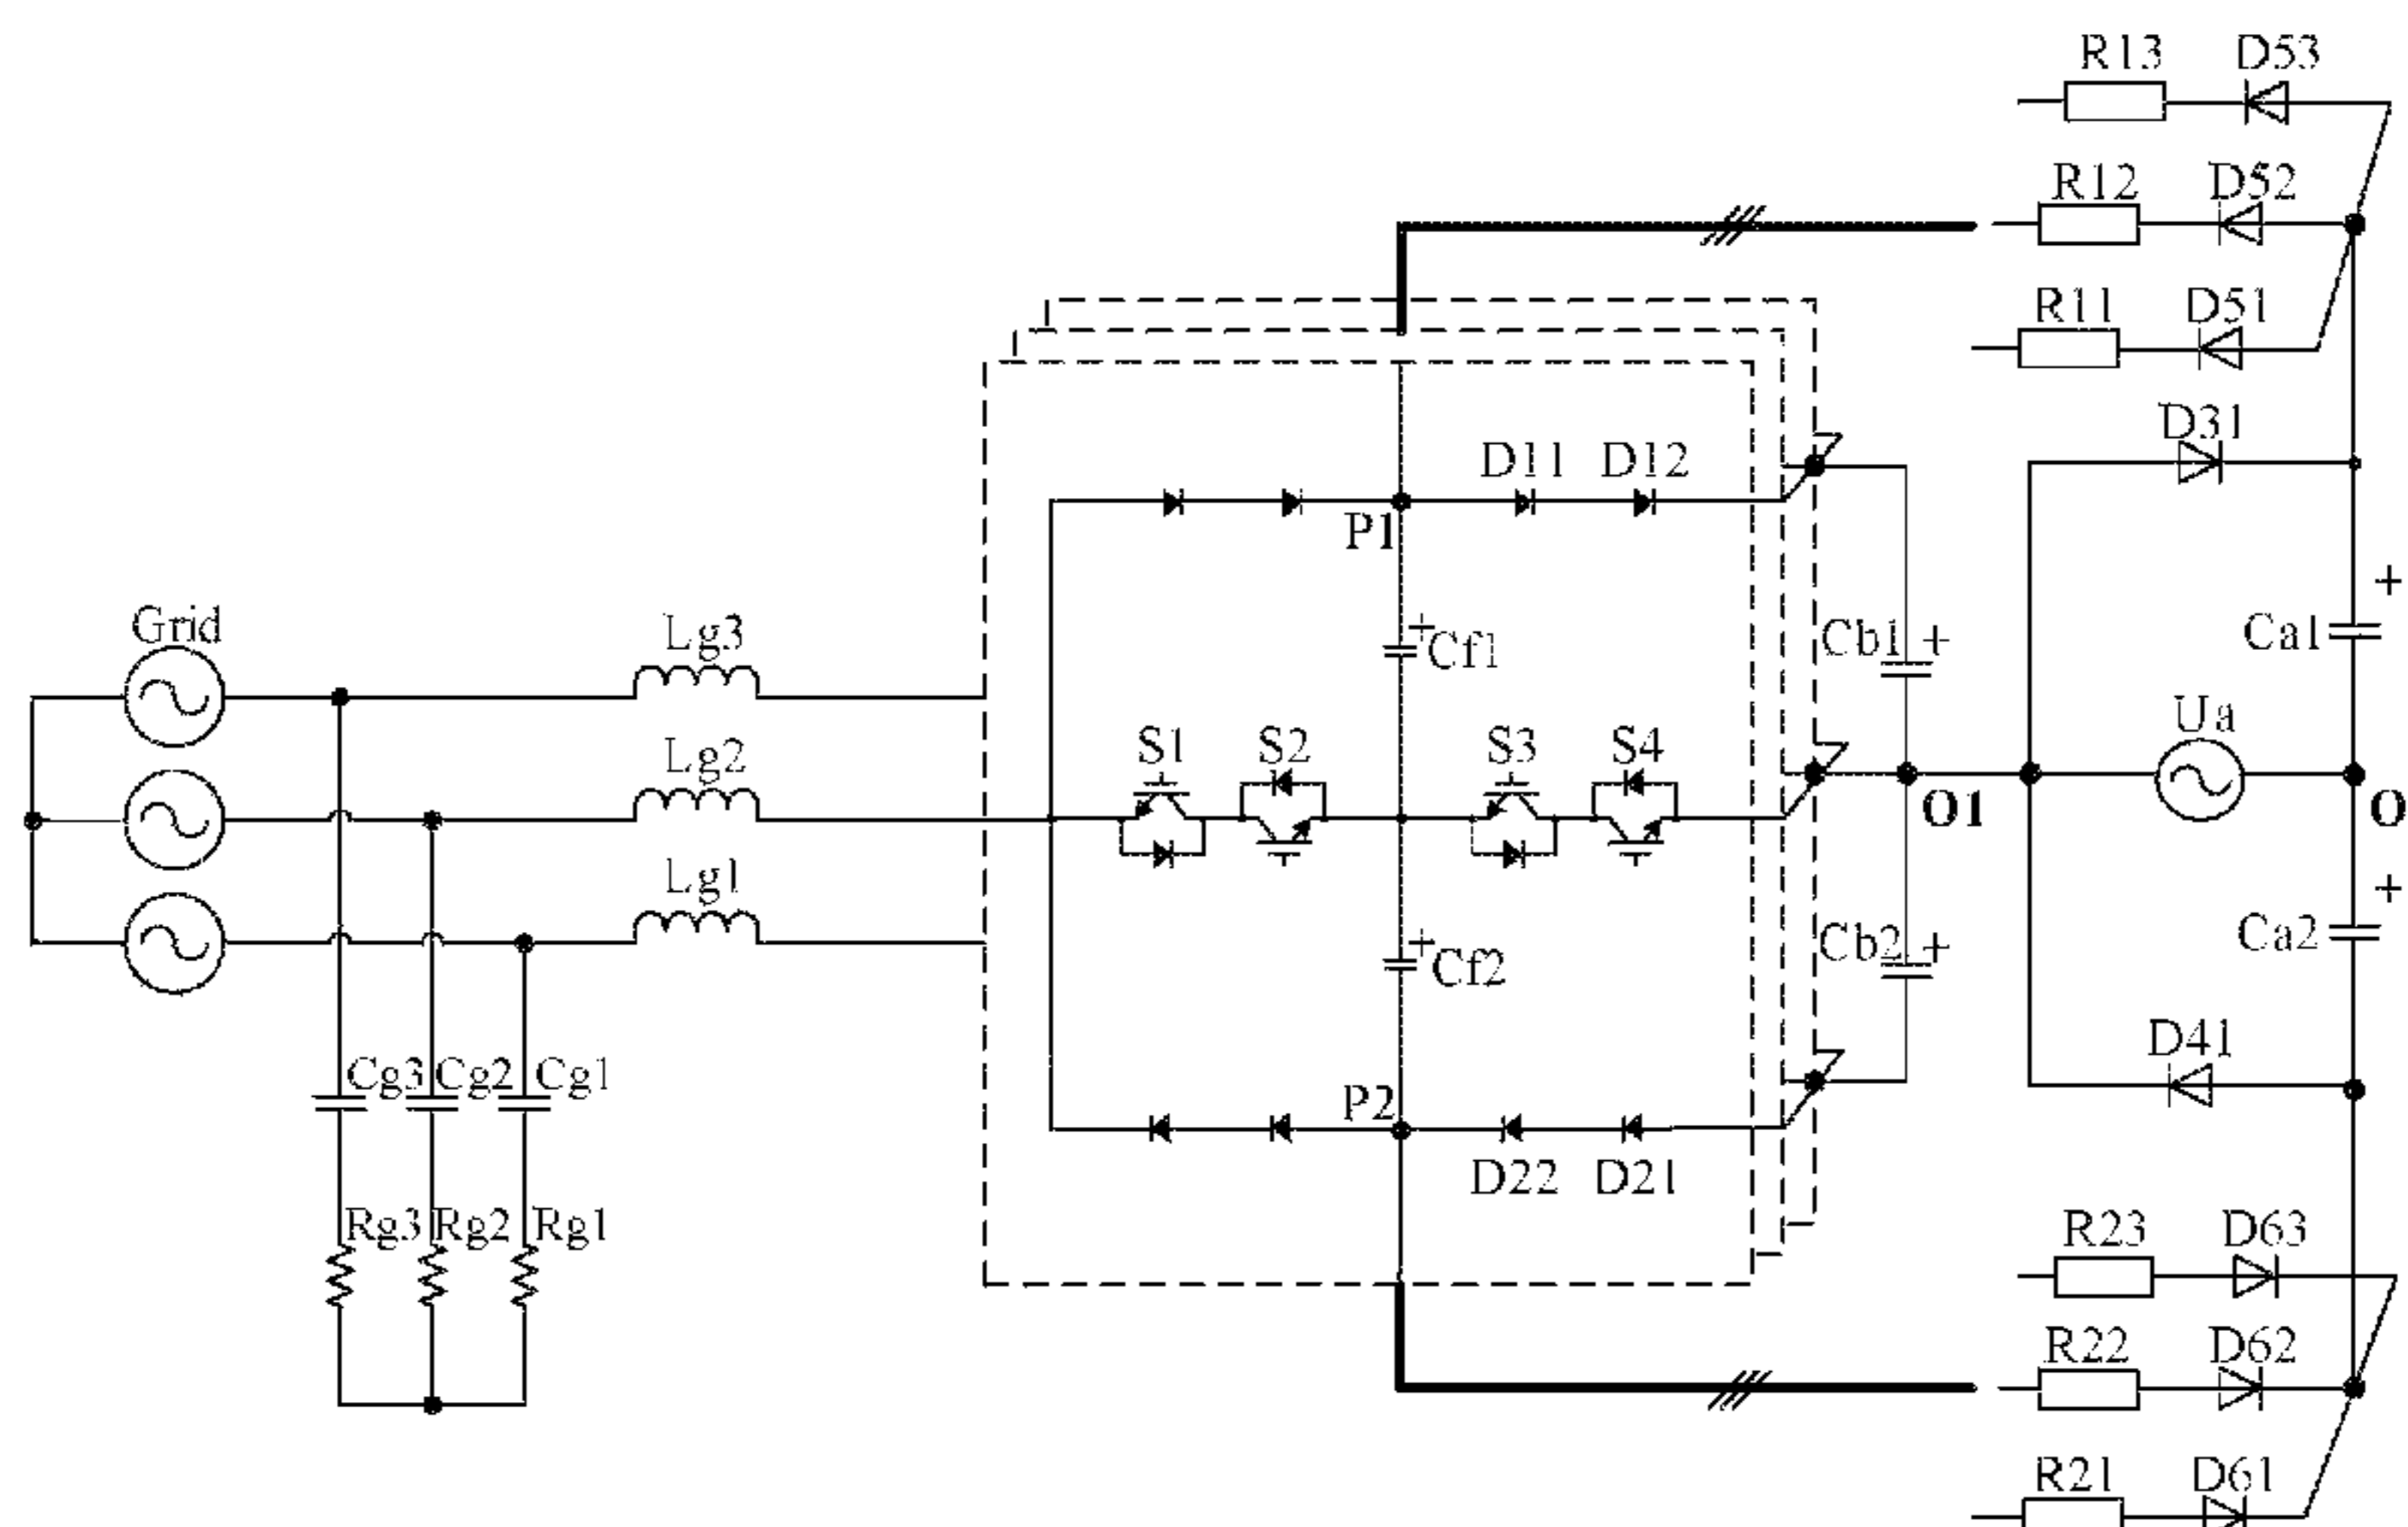 R13 D53
R12 D52
R11 D51
D31
D11 D12
P1
Grid
Lg3
Cf1
+
Cb1 +
Ca1
+
S1 S2 S3 S4
Ua
Lg2
O1
O
Lg1
+
Cf2
Cb2 +
Ca2
+
D41
Cg3 Cg2 Cg1
P2
D22 D21
Rg3 Rg2 Rg1
R23 D63
R22 D62
R21 D61